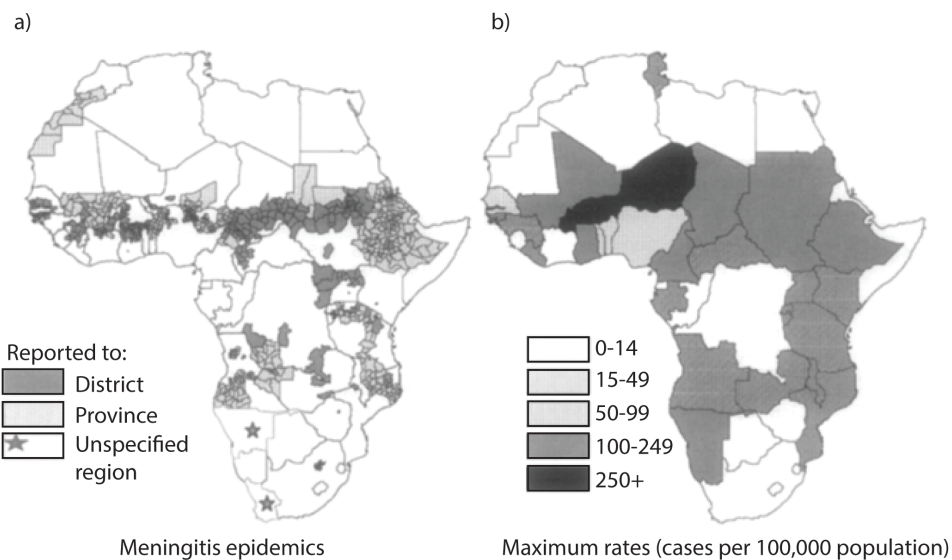 a)
Reported to:
District
Province
Unspecified
region
Meningitis epidemics
b)
0-14
15-49
50-99
100-249
250+
Maximum rates (cases per 100,000 population)